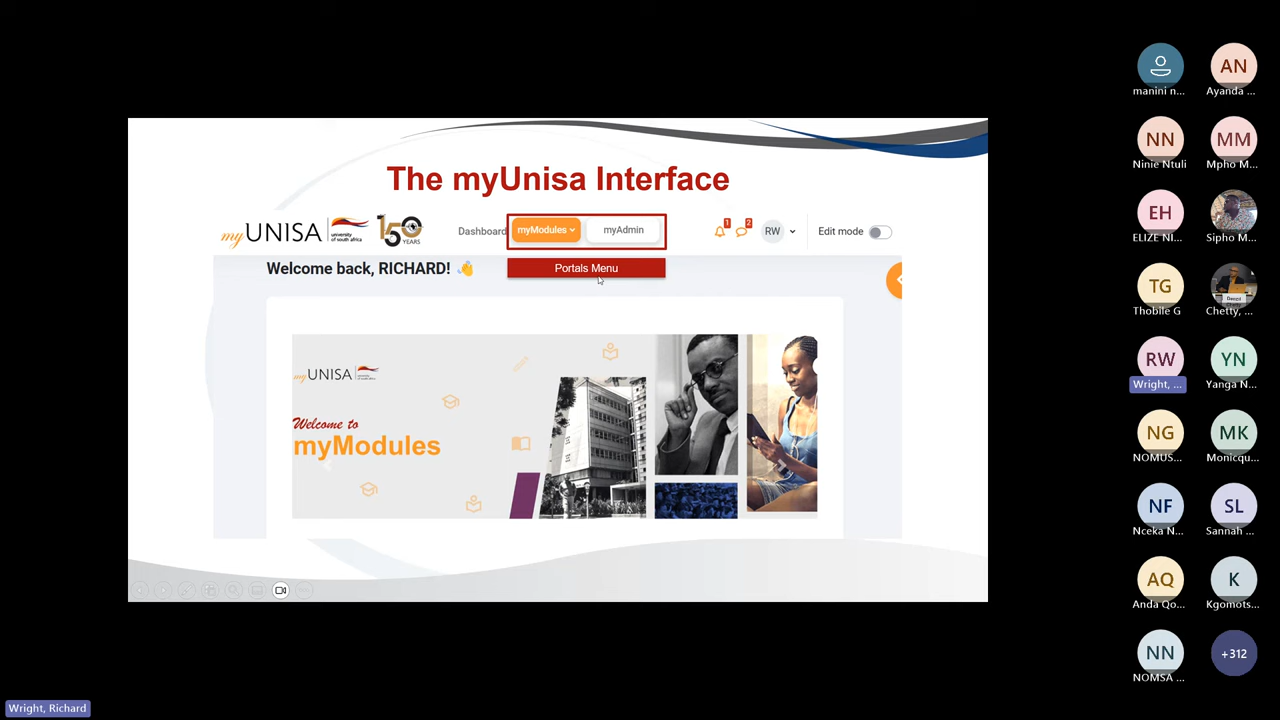 The myUnisa Interface
myUNISA university of south africa 150 YEARS Dashboard myModules myAdmin 1 2 RW Edit mode
Portals Menu
Welcome back, RICHARD! 👋
myUNISA
Welcome to
myModules
manini n...
AN
Ayanda ...
NN
Ninie Ntuli
MM
Mpho M...
EH
ELIZE NI...
Sipho M...
TG
Thobile G
Chetty, ...
RW
Wright, ...
YN
Yanga N...
NG
NOMUS...
MK
Monicqu...
NF
Nceka N...
SL
Sannah ...
AQ
Anda Qo...
K
Kgomots...
NN
NOMSA ...
+312
Wright, Richard